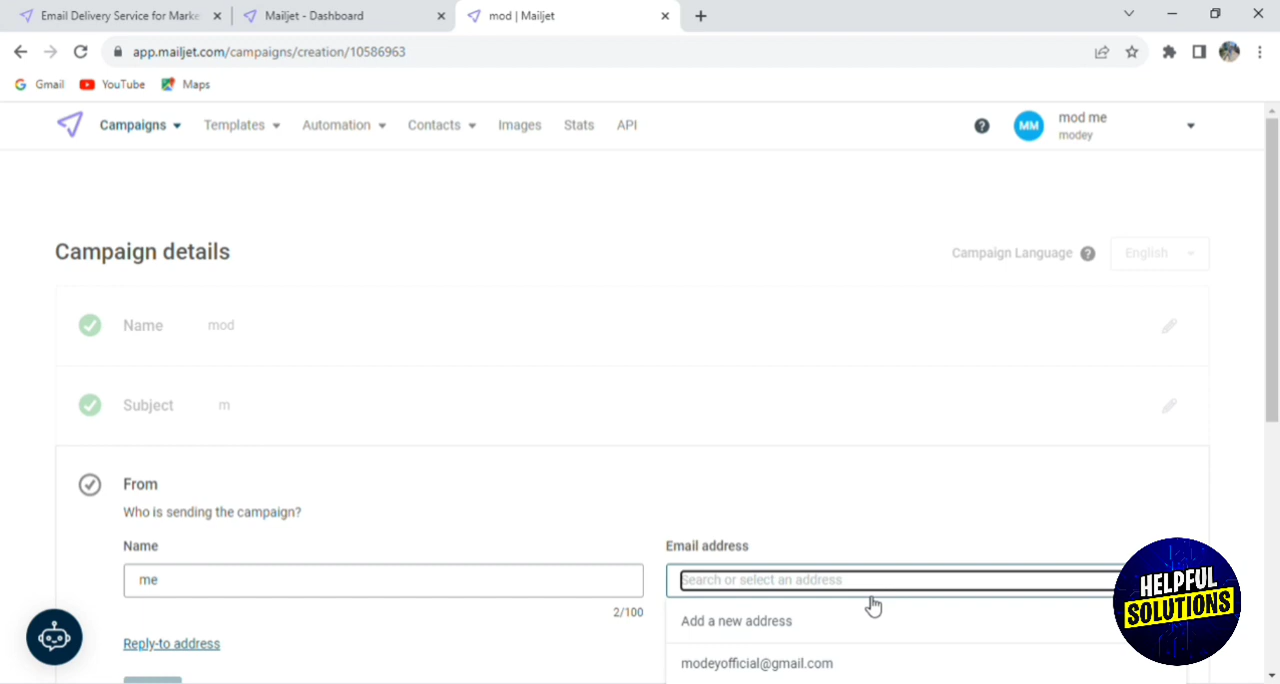 Email Delivery Service for Marke
Mailjet - Dashboard
mod | Mailjet
app.mailjet.com/campaigns/creation/10586963
Gmail
YouTube
Maps
Campaigns
Templates
Automation
Contacts
Images
Stats
API
?
MM
mod me
modey
Campaign details
Campaign Language
?
English
Name
mod
Subject
m
From
Who is sending the campaign?
Name
Email address
me
Search or select an address
2/100
Add a new address
Reply-to address
modeyofficial@gmail.com
HELPFUL
SOLUTIONS